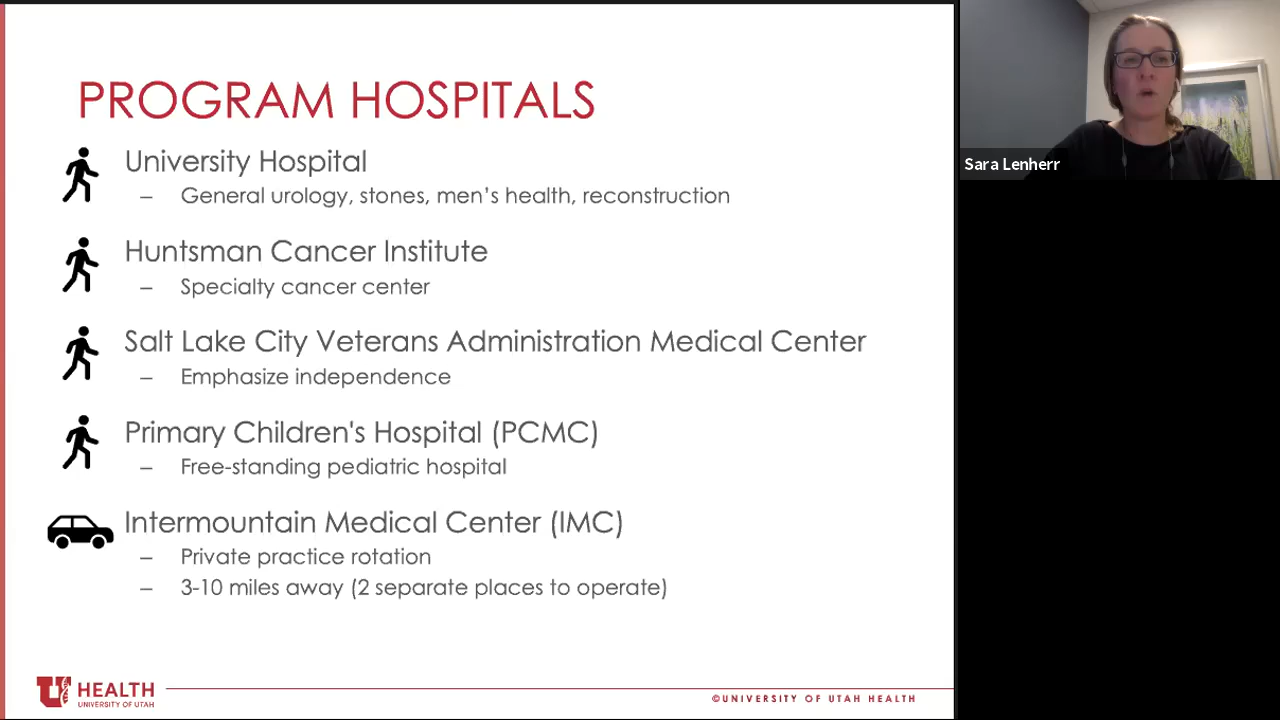 PROGRAM HOSPITALS
University Hospital
– General urology, stones, men’s health, reconstruction
Huntsman Cancer Institute
– Specialty cancer center
Salt Lake City Veterans Administration Medical Center
– Emphasize independence
Primary Children's Hospital (PCMC)
– Free-standing pediatric hospital
Intermountain Medical Center (IMC)
– Private practice rotation
– 3-10 miles away (2 separate places to operate)
U HEALTH
UNIVERSITY OF UTAH
©UNIVERSITY OF UTAH HEALTH
Sara Lenherr